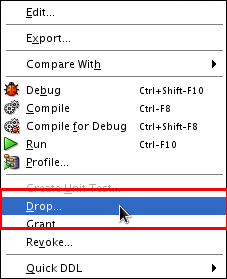 Edit...
Export...
Compare With
Debug Ctrl+Shift-F10
Compile Ctrl-F8
Compile for Debug Ctrl+Shift-F8
Run Ctrl-F10
Profile...
Create Unit Test...
Drop...
Grant...
Revoke...
Quick DDL